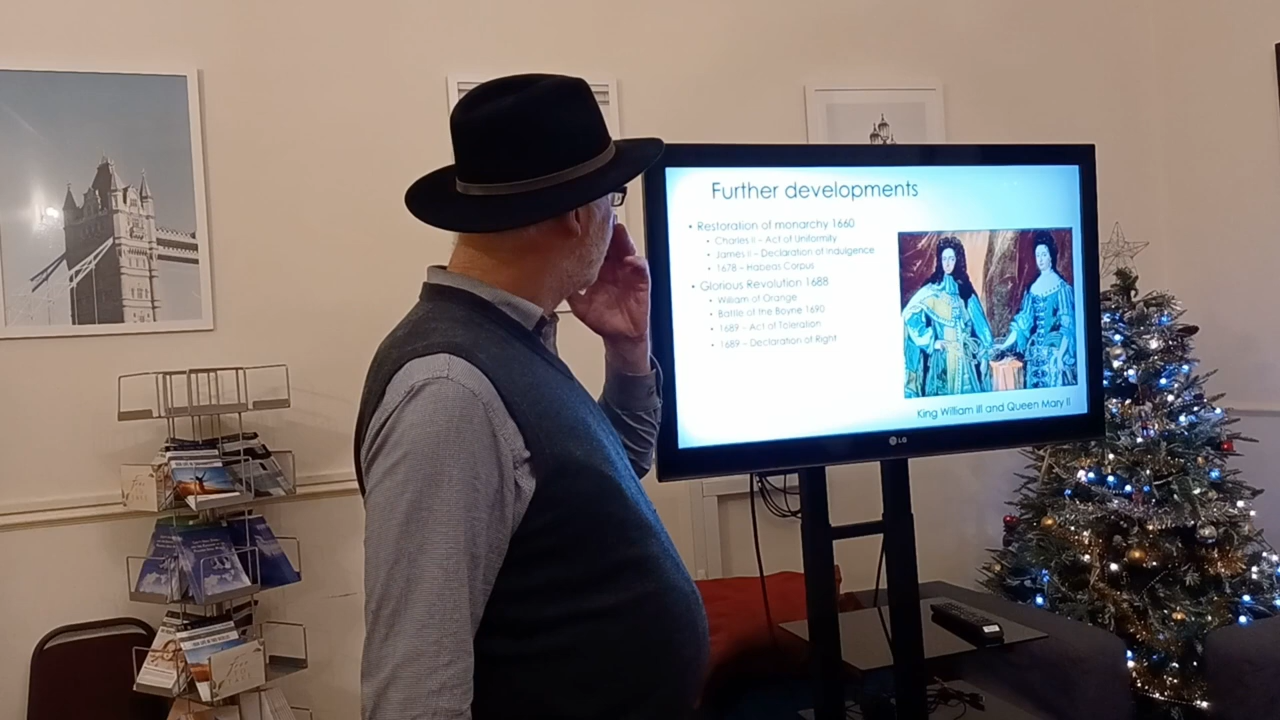 Further developments
• Restoration of monarchy 1660
• Charles II – Act of Uniformity
• James II – Declaration of Indulgence
• 1678 – Habeas Corpus
• Glorious Revolution 1688
• William of Orange
• Battle of the Boyne 1690
• 1689 – Act of Toleration
• 1689 – Declaration of Right
King William III and Queen Mary II
LG